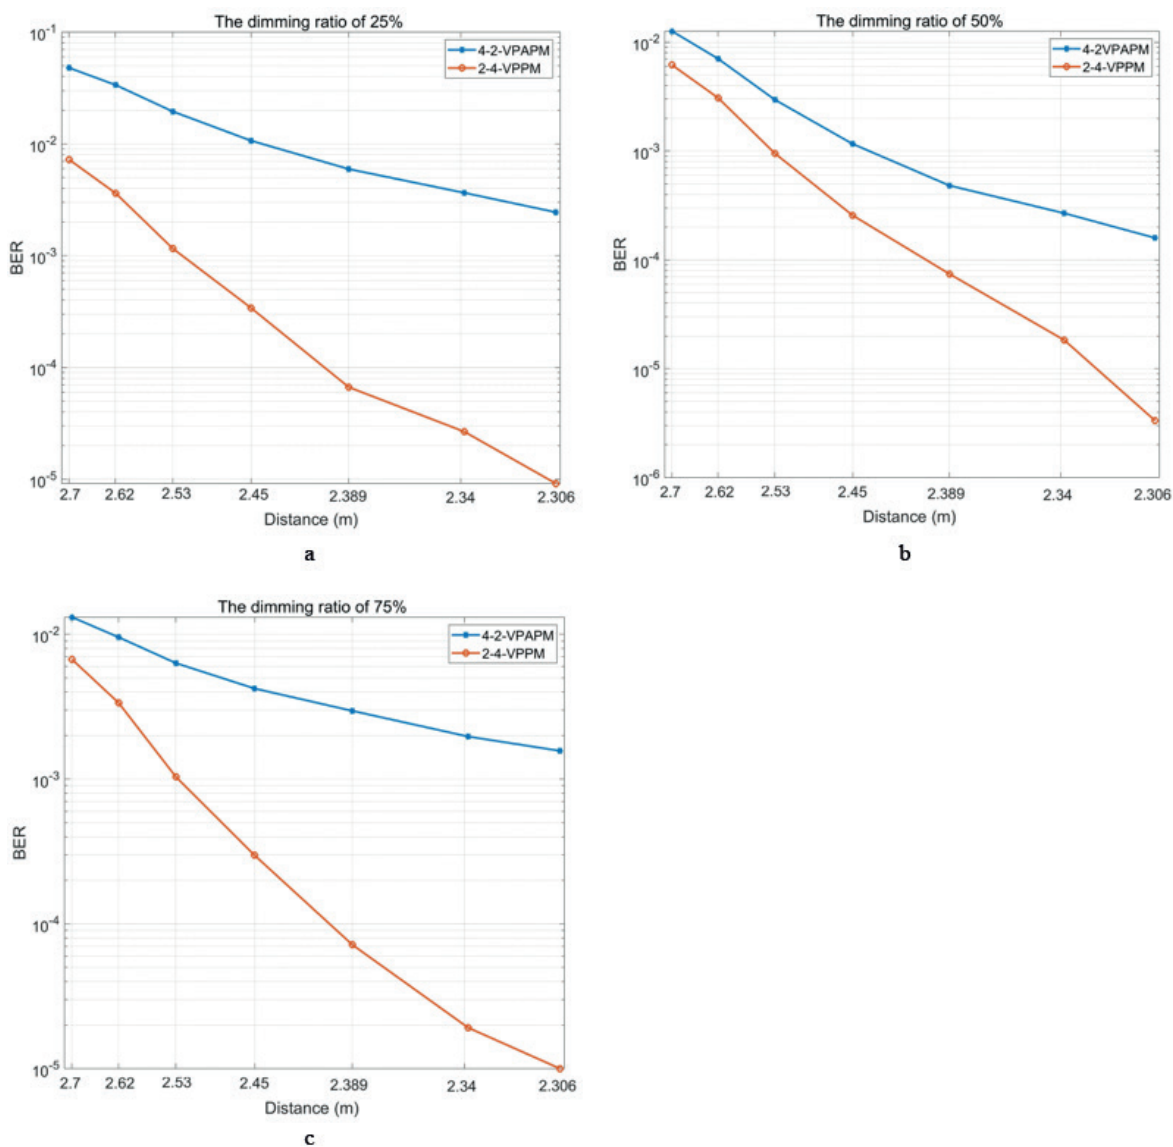 The dimming ratio of 25%
10-1
4-2-VPAPM
2-4-VPPM
10-2
10-3
10-4
10-5
BER
2.7 2.62 2.53 2.45 2.389 2.34 2.306
Distance (m)
a
The dimming ratio of 50%
10-2
4-2VPAPM
2-4-VPPM
10-3
10-4
10-5
10-6
BER
2.7 2.62 2.53 2.45 2.389 2.34 2.306
Distance (m)
b
The dimming ratio of 75%
10-2
4-2-VPAPM
2-4-VPPM
10-3
10-4
10-5
BER
2.7 2.62 2.53 2.45 2.389 2.34 2.306
Distance (m)
c